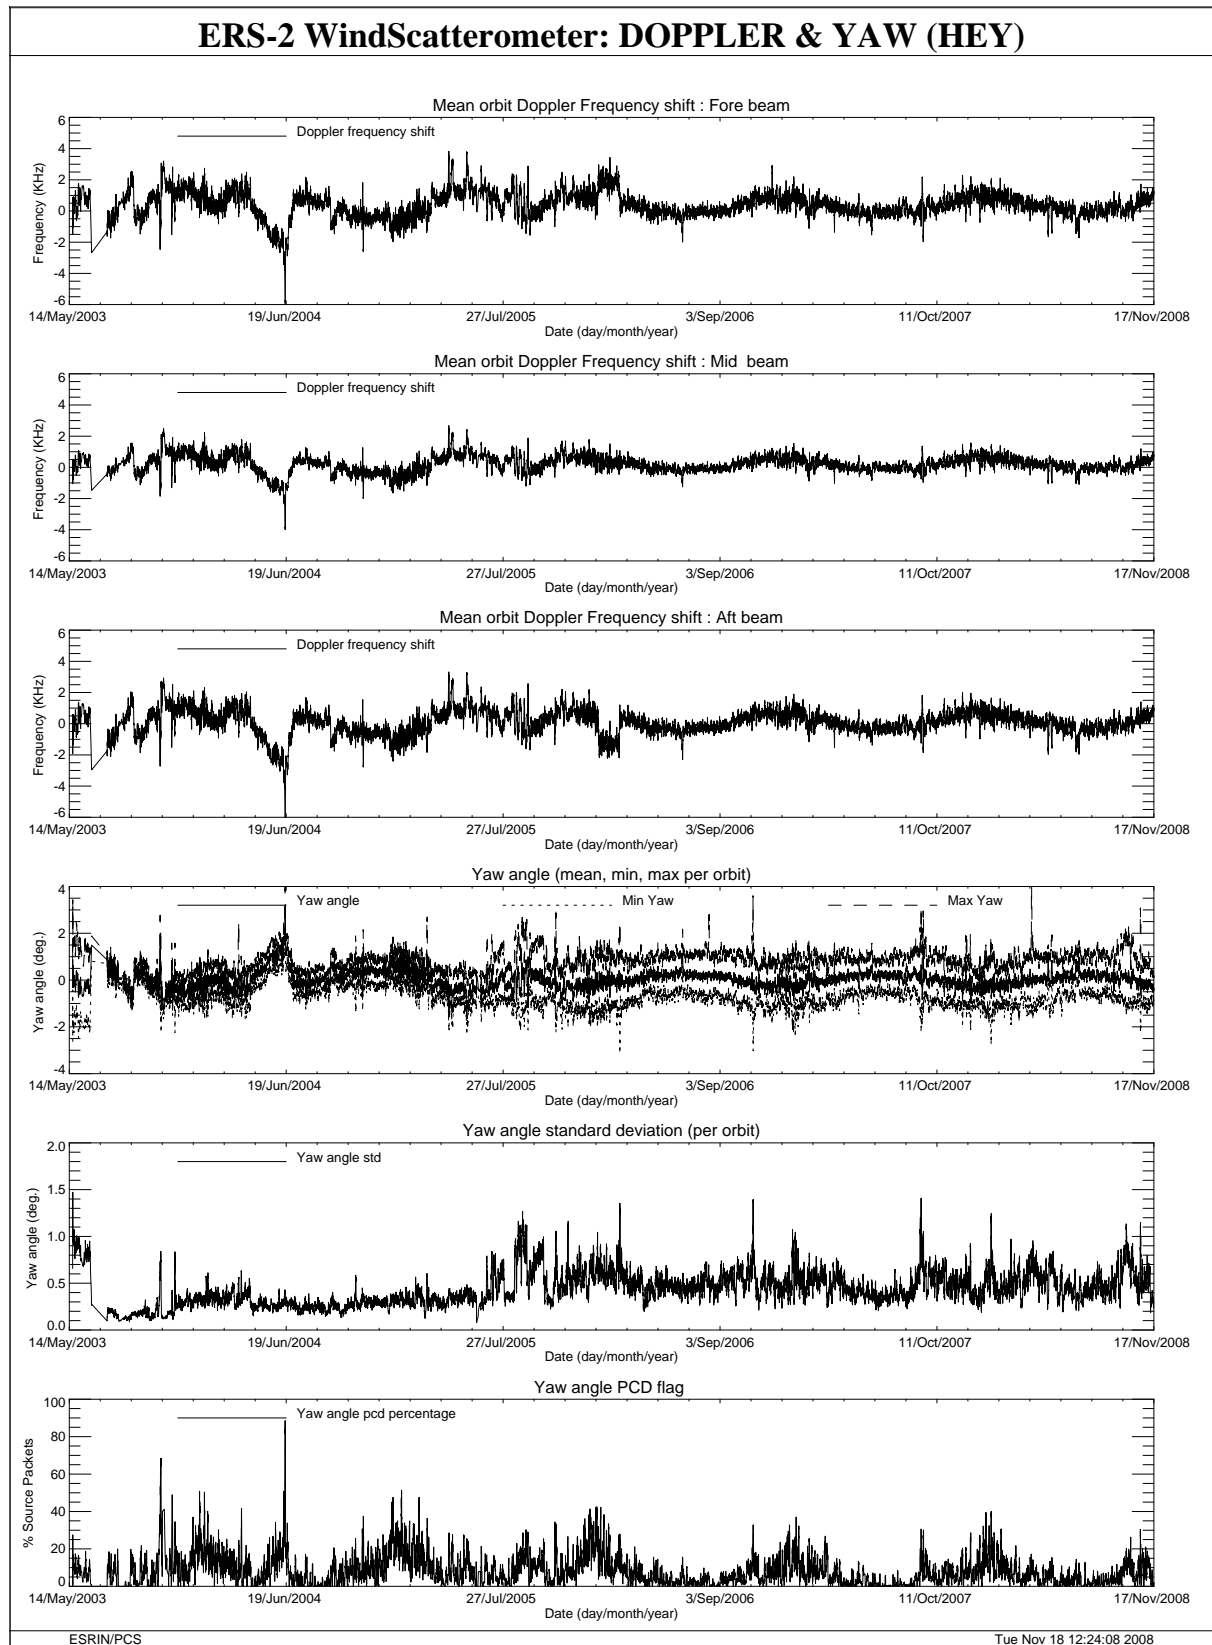 ERS-2 WindScatterometer: DOPPLER & YAW (HEY)
Mean orbit Doppler Frequency shift : Fore beam
Doppler frequency shift
Frequency (KHz)
6
4
2
0
-2
-4
-6
14/May/2003 19/Jun/2004 27/Jul/2005 3/Sep/2006 11/Oct/2007 17/Nov/2008
Date (day/month/year)
Mean orbit Doppler Frequency shift : Mid beam
Doppler frequency shift
Frequency (KHz)
6
4
2
0
-2
-4
-6
14/May/2003 19/Jun/2004 27/Jul/2005 3/Sep/2006 11/Oct/2007 17/Nov/2008
Date (day/month/year)
Mean orbit Doppler Frequency shift : Aft beam
Doppler frequency shift
Frequency (KHz)
6
4
2
0
-2
-4
-6
14/May/2003 19/Jun/2004 27/Jul/2005 3/Sep/2006 11/Oct/2007 17/Nov/2008
Date (day/month/year)
Yaw angle (mean, min, max per orbit)
Yaw angle Min Yaw Max Yaw
Yaw angle (deg.)
4
2
0
-2
-4
14/May/2003 19/Jun/2004 27/Jul/2005 3/Sep/2006 11/Oct/2007 17/Nov/2008
Date (day/month/year)
Yaw angle standard deviation (per orbit)
Yaw angle std
Yaw angle (deg.)
2.0
1.5
1.0
0.5
0.0
14/May/2003 19/Jun/2004 27/Jul/2005 3/Sep/2006 11/Oct/2007 17/Nov/2008
Date (day/month/year)
Yaw angle PCD flag
Yaw angle pcd percentage
% Source Packets
100
80
60
40
20
0
14/May/2003 19/Jun/2004 27/Jul/2005 3/Sep/2006 11/Oct/2007 17/Nov/2008
Date (day/month/year)
ESRIN/PCS Tue Nov 18 12:24:08 2008